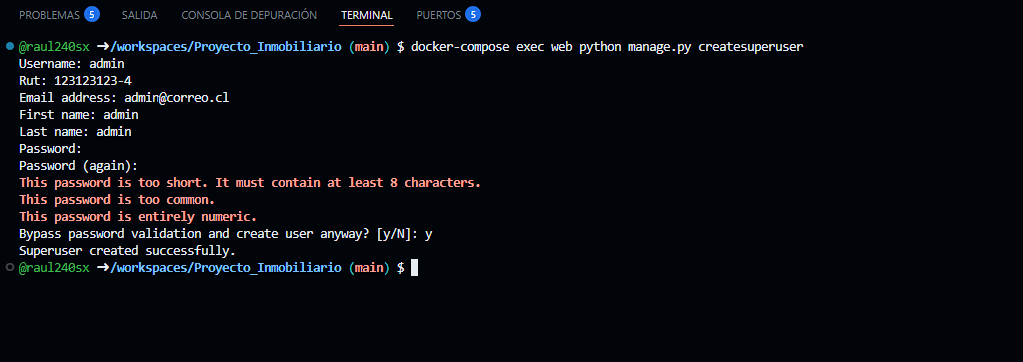 PROBLEMAS 5 SALIDA CONSOLA DE DEPURACIÓN TERMINAL PUERTOS 5
@raul240sx ➜/workspaces/Proyecto_Inmobiliario (main) $ docker-compose exec web python manage.py createsuperuser
Username: admin
Rut: 123123123-4
Email address: admin@correo.cl
First name: admin
Last name: admin
Password:
Password (again):
This password is too short. It must contain at least 8 characters.
This password is too common.
This password is entirely numeric.
Bypass password validation and create user anyway? [y/N]: y
Superuser created successfully.
@raul240sx ➜/workspaces/Proyecto_Inmobiliario (main) $